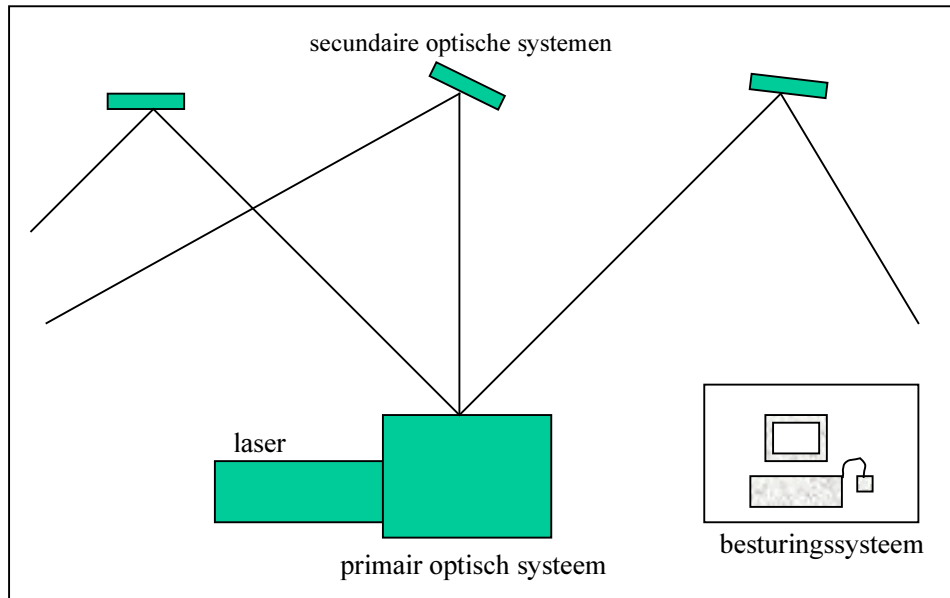 secundaire optische systemen
laser
primair optisch systeem
besturingssysteem